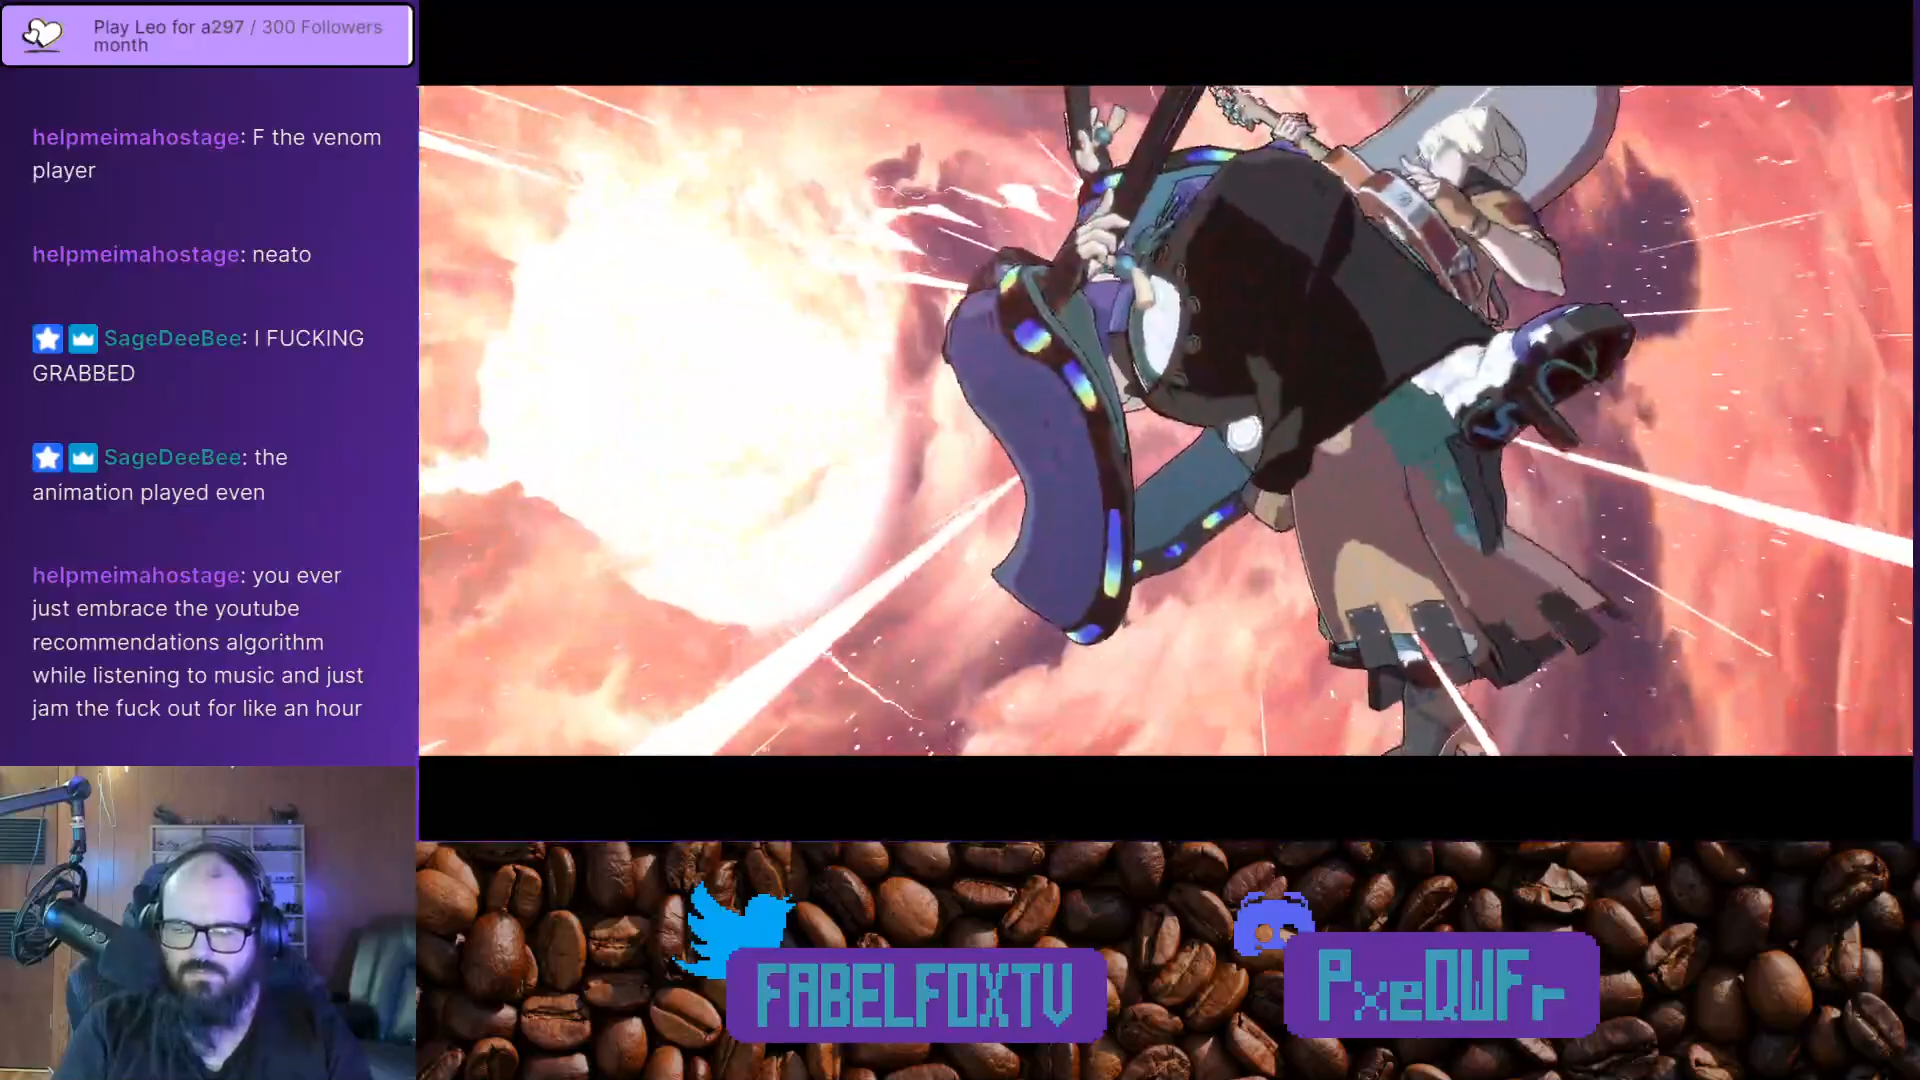 Play Leo for a297 / 300 Followers
month
helpmeimahostage: F the venom
player
helpmeimahostage: neato
SageDeeBee: I FUCKING
GRABBED
SageDeeBee: the
animation played even
helpmeimahostage: you ever
just embrace the youtube
recommendations algorithm
while listening to music and just
jam the fuck out for like an hour
FABELFOXTV
PxeQWFr